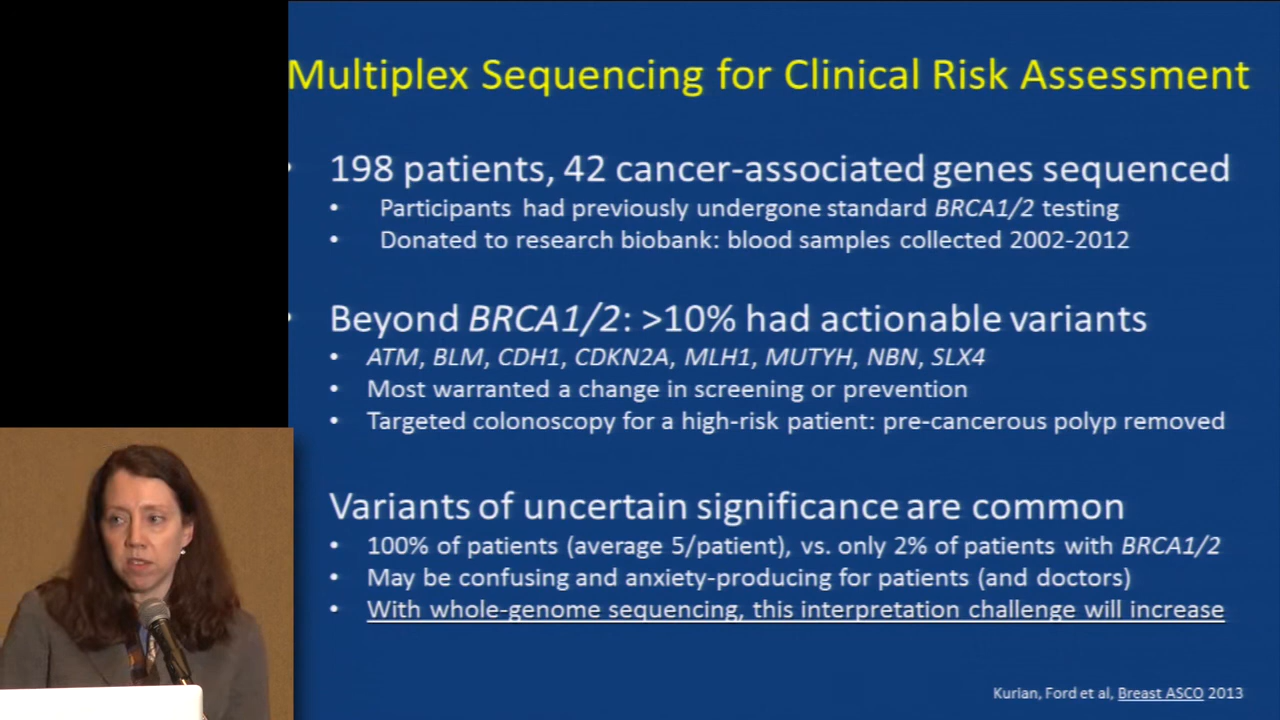 Multiplex Sequencing for Clinical Risk Assessment
• 198 patients, 42 cancer-associated genes sequenced
• Participants had previously undergone standard BRCA1/2 testing
• Donated to research biobank: blood samples collected 2002-2012
• Beyond BRCA1/2: >10% had actionable variants
• ATM, BLM, CDH1, CDKN2A, MLH1, MUTYH, NBN, SLX4
• Most warranted a change in screening or prevention
• Targeted colonoscopy for a high-risk patient: pre-cancerous polyp removed
Variants of uncertain significance are common
• 100% of patients (average 5/patient), vs. only 2% of patients with BRCA1/2
• May be confusing and anxiety-producing for patients (and doctors)
• With whole-genome sequencing, this interpretation challenge will increase
Kurian, Ford et al, Breast ASCO 2013